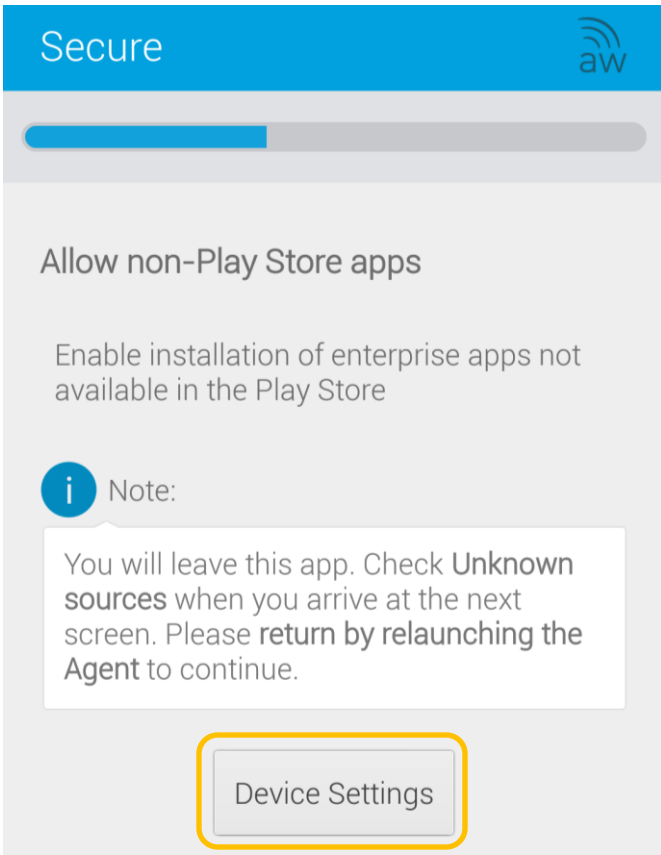 Secure
aw
Allow non-Play Store apps
Enable installation of enterprise apps not
available in the Play Store
i Note:
You will leave this app. Check Unknown
sources when you arrive at the next
screen. Please return by relaunching the
Agent to continue.
Device Settings